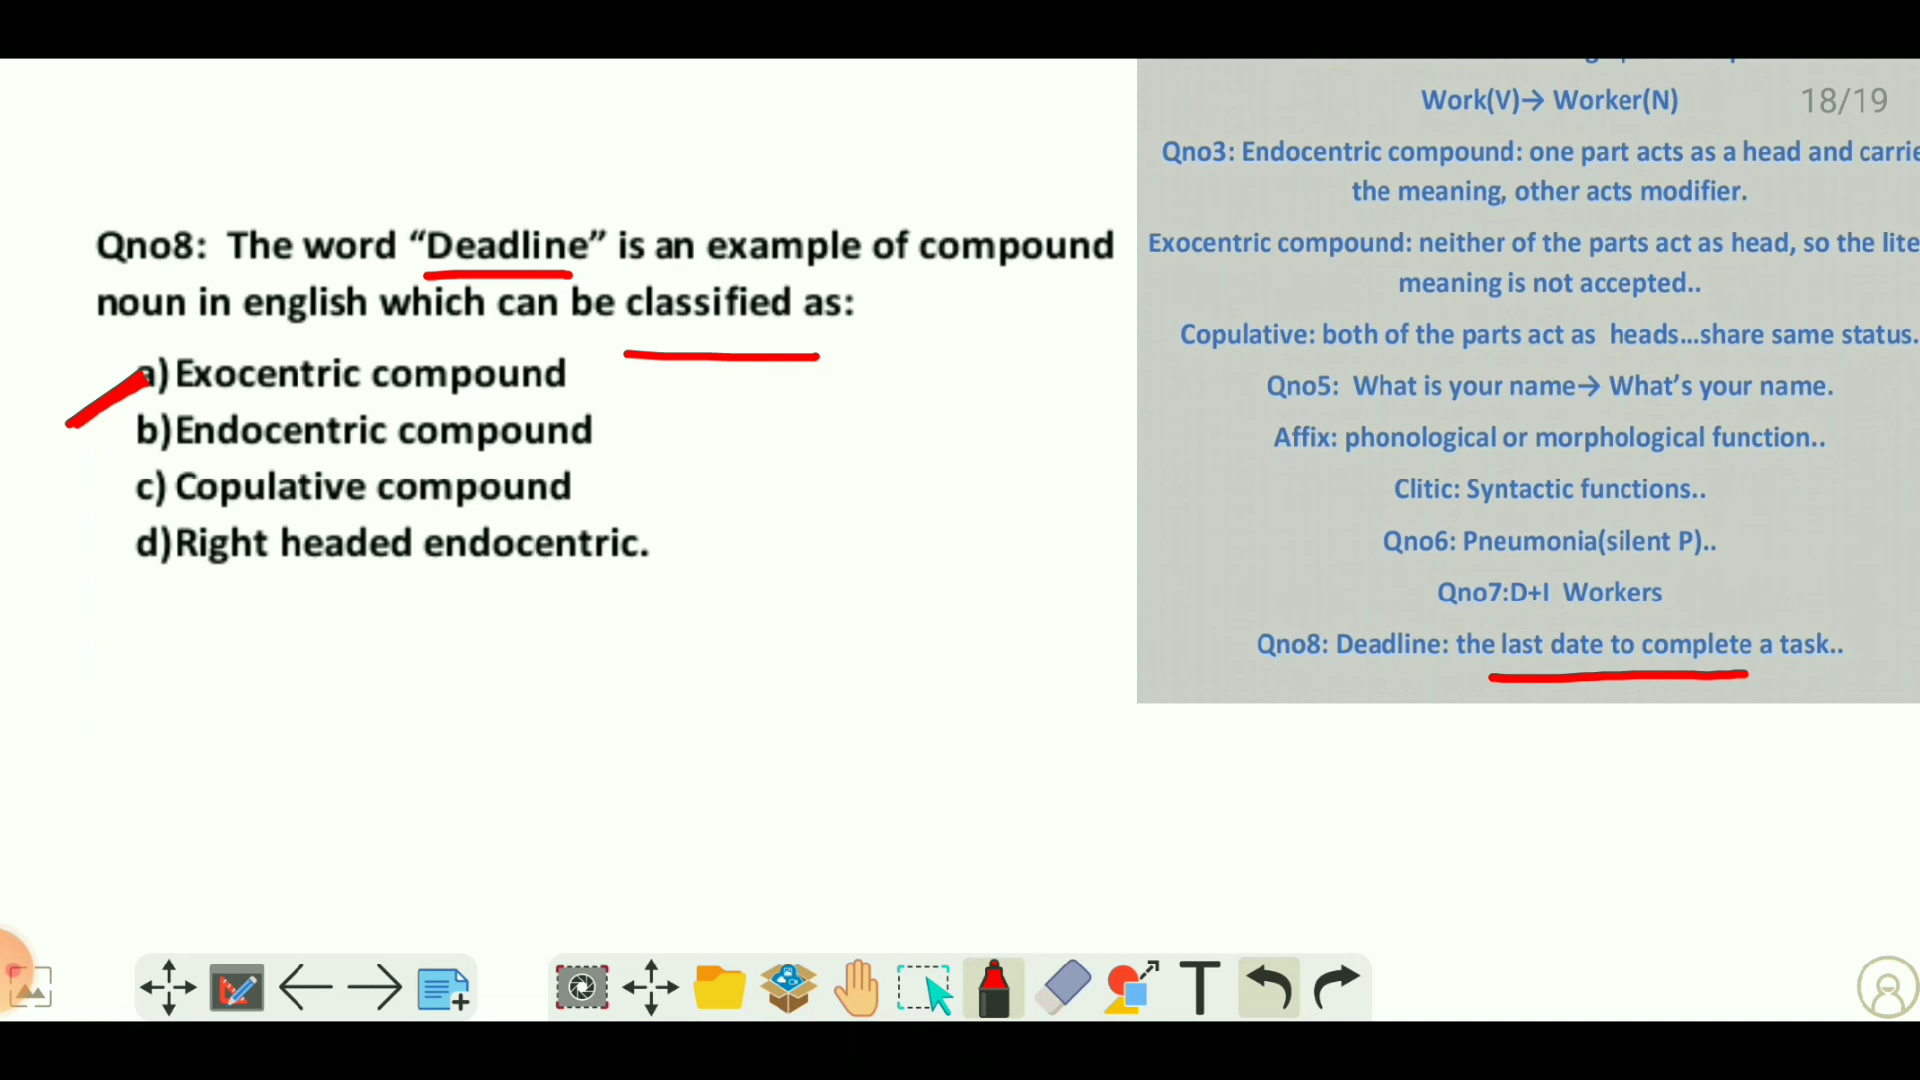 Qno8: The word “Deadline” is an example of compound
noun in english which can be classified as:
a) Exocentric compound
b) Endocentric compound
c) Copulative compound
d) Right headed endocentric.
Work(V)→ Worker(N)
18/19
Qno3: Endocentric compound: one part acts as a head and carrie
the meaning, other acts modifier.
Exocentric compound: neither of the parts act as head, so the lite
meaning is not accepted..
Copulative: both of the parts act as heads...share same status.
Qno5: What is your name→ What’s your name.
Affix: phonological or morphological function..
Clitic: Syntactic functions..
Qno6: Pneumonia(silent P)..
Qno7:D+I Workers
Qno8: Deadline: the last date to complete a task..